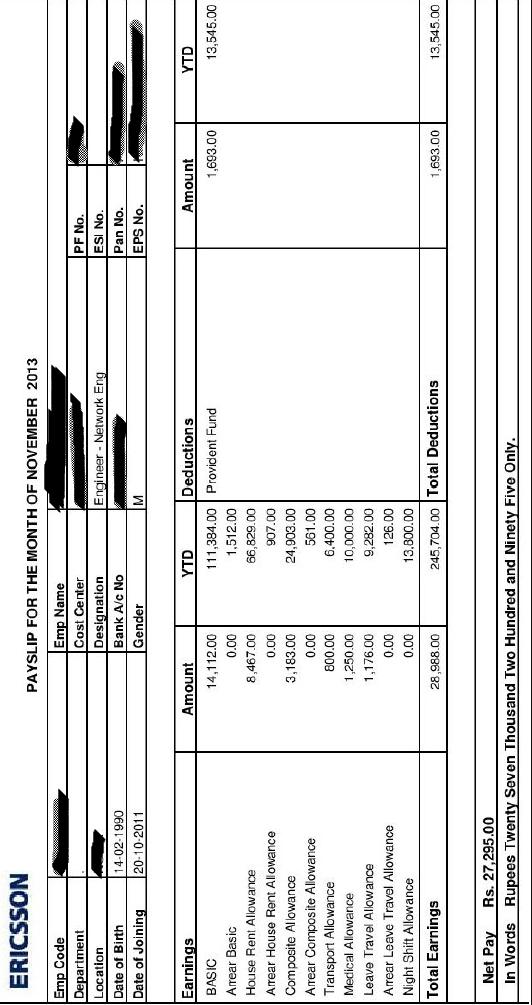 ERICSSON
PAYSLIP FOR THE MONTH OF NOVEMBER 2013
Emp Code Emp Name
Department Cost Center PF No.
Location Designation Engineer - Network Eng ESI No.
Date of Birth 14-02-1990 Bank A/c No Pan No.
Date of Joining 20-10-2011 Gender M EPS No.
Earnings Amount YTD Deductions Amount YTD
BASIC 14,112.00 111,384.00 Provident Fund 1,693.00 13,545.00
Arrear Basic 0.00 1,512.00
House Rent Allowance 8,467.00 66,829.00
Arrear House Rent Allowance 0.00 907.00
Composite Allowance 3,183.00 24,903.00
Arrear Composite Allowance 0.00 561.00
Transport Allowance 800.00 6,400.00
Medical Allowance 1,250.00 10,000.00
Leave Travel Allowance 1,176.00 9,282.00
Arrear Leave Travel Allowance 0.00 126.00
Night Shift Allowance 0.00 13,800.00
Total Earnings 28,988.00 245,704.00 Total Deductions 1,693.00 13,545.00
Net Pay Rs. 27,295.00
In Words Rupees Twenty Seven Thousand Two Hundred and Ninety Five Only.